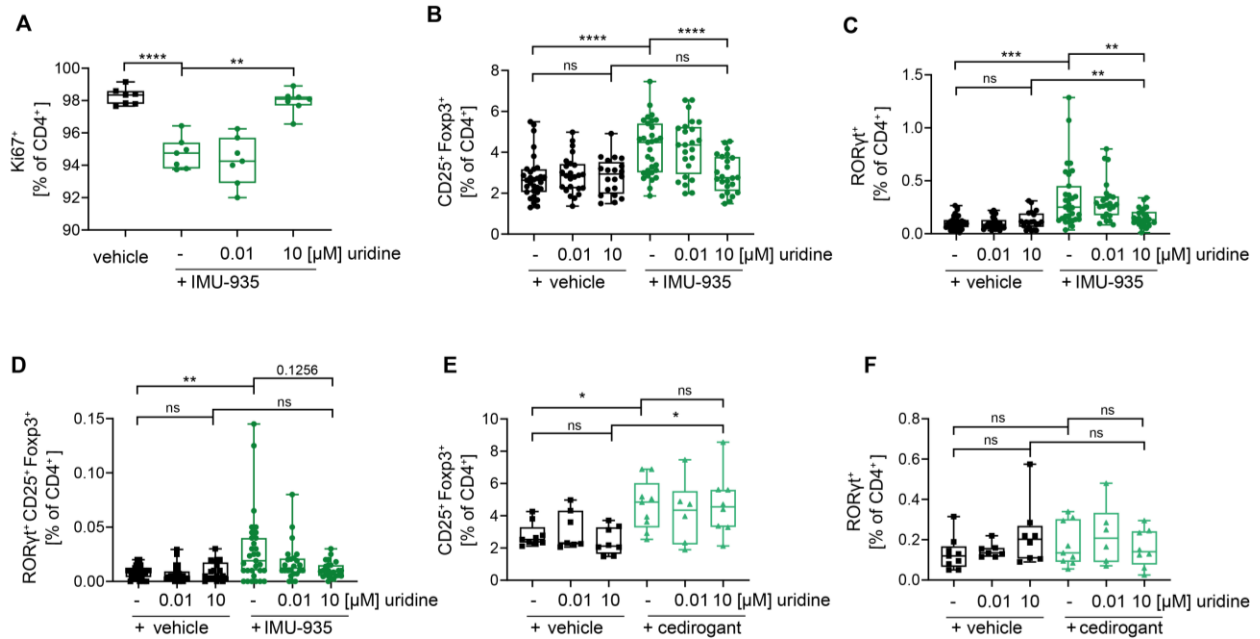 A
Ki67⁺
[% of CD4⁺]
100
98
96
94
92
90
****
**
vehicle
- 0.01 10 [µM] uridine
+ IMU-935
B
CD25⁺ Foxp3⁺
[% of CD4⁺]
10
8
6
4
2
0
**** ****
ns ns
- 0.01 10 - 0.01 10 [µM] uridine
+ vehicle + IMU-935
C
RORγt⁺
[% of CD4⁺]
1.5
1.0
0.5
0.0
*** **
ns **
- 0.01 10 - 0.01 10 [µM] uridine
+ vehicle + IMU-935
D
RORγt⁺ CD25⁺ Foxp3⁺
[% of CD4⁺]
0.15
0.10
0.05
0.00
** 0.1256
ns ns
- 0.01 10 - 0.01 10 [µM] uridine
+ vehicle + IMU-935
E
CD25⁺ Foxp3⁺
[% of CD4⁺]
10
8
6
4
2
0
* ns
ns *
- 0.01 10 - 0.01 10 [µM] uridine
+ vehicle + cedirogant
F
RORγt⁺
[% of CD4⁺]
0.8
0.6
0.4
0.2
0.0
ns ns
ns ns
- 0.01 10 - 0.01 10 [µM] uridine
+ vehicle + cedirogant